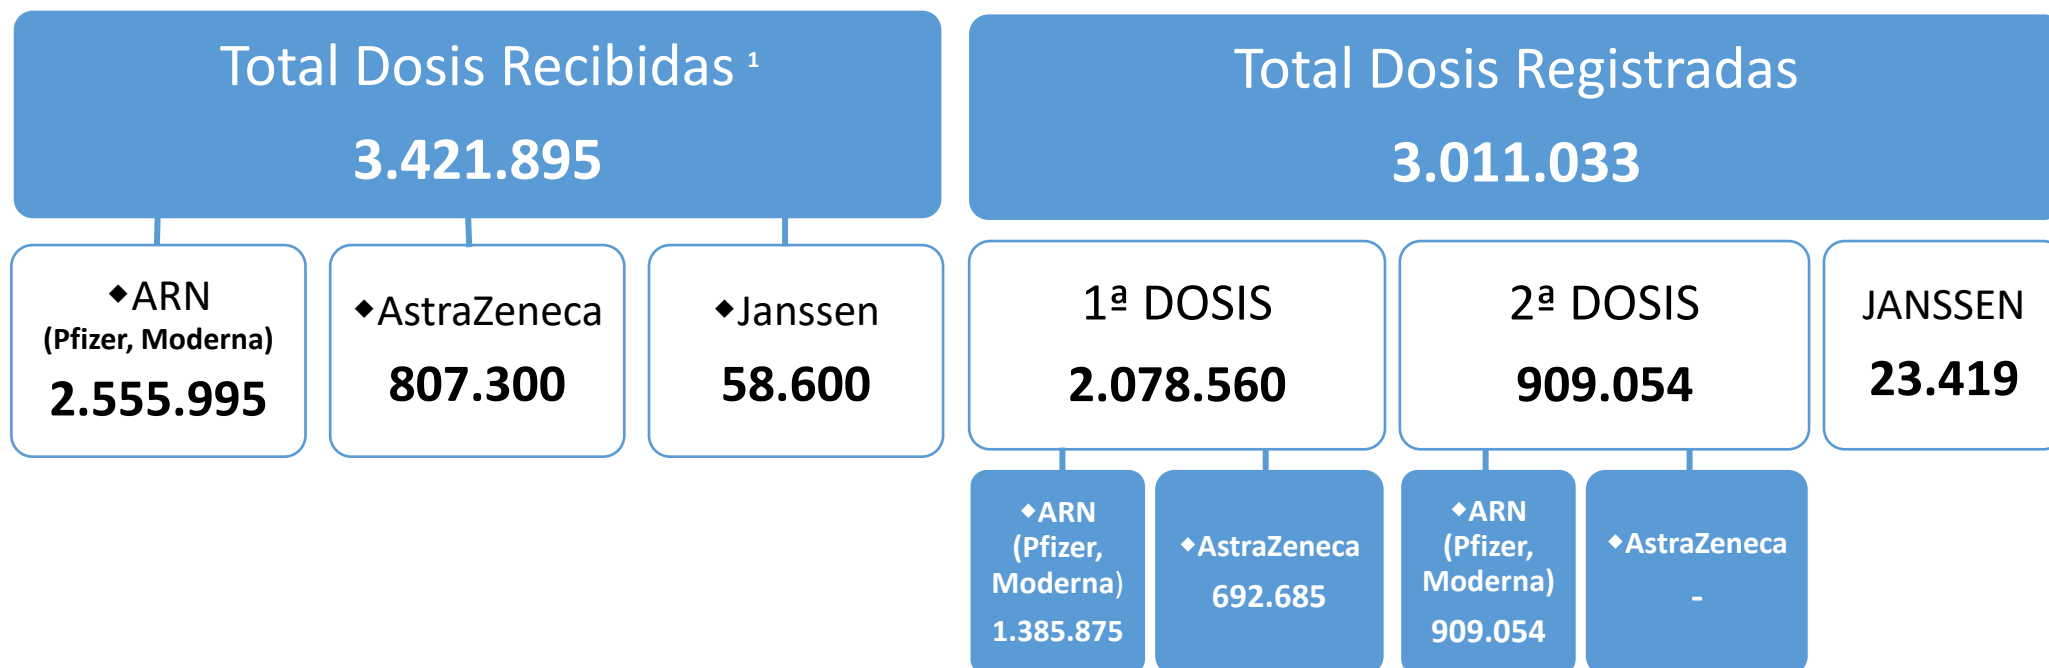 Total Dosis Recibidas ¹
3.421.895
◆ARN
(Pfizer, Moderna)
2.555.995
◆AstraZeneca
807.300
◆Janssen
58.600
Total Dosis Registradas
3.011.033
1ª DOSIS
2.078.560
2ª DOSIS
909.054
JANSSEN
23.419
◆ARN
(Pfizer,
Moderna)
1.385.875
◆AstraZeneca
692.685
◆ARN
(Pfizer,
Moderna)
909.054
◆AstraZeneca
-